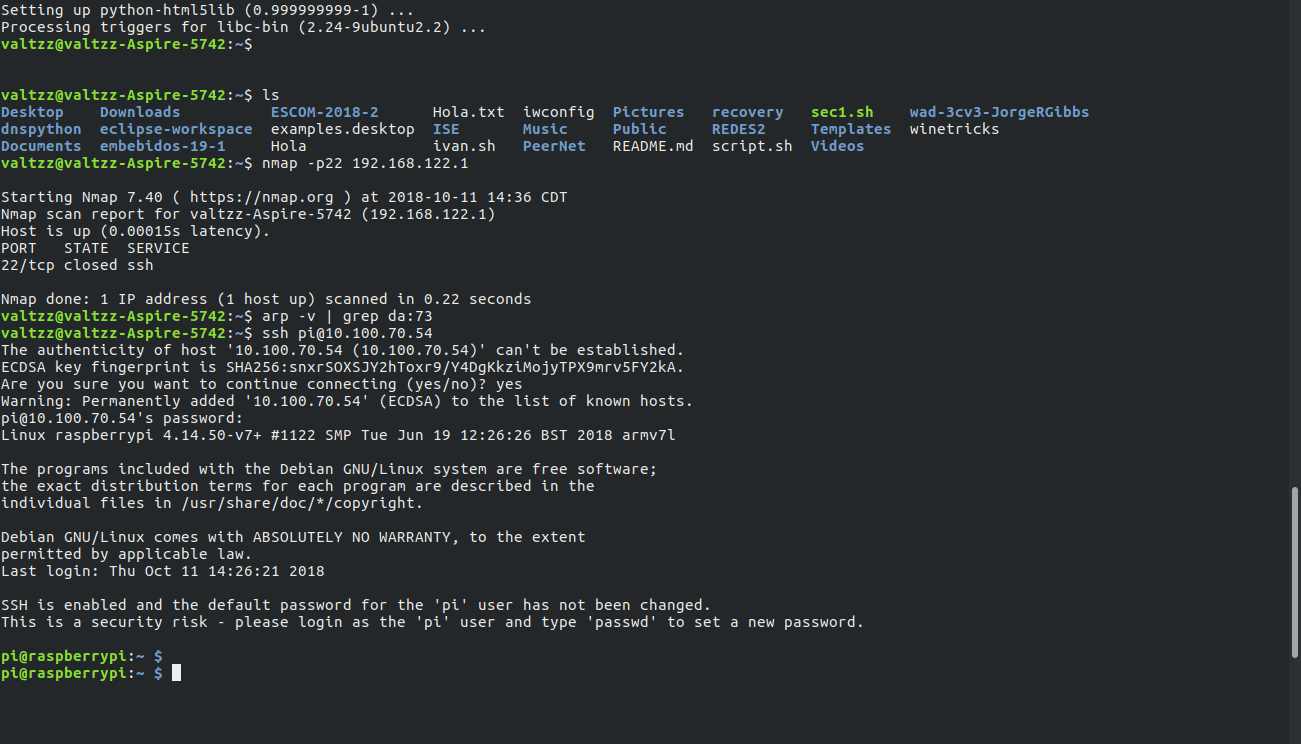 Setting up python-html5lib (0.999999999-1) ...
Processing triggers for libc-bin (2.24-9ubuntu2.2) ...
valtzz@valtzz-Aspire-5742:~$
valtzz@valtzz-Aspire-5742:~$ ls
Desktop    Downloads          ESCOM-2018-2      Hola.txt  iwconfig   Pictures   recovery   sec1.sh    wad-3cv3-JorgeRGibbs
dnspython  eclipse-workspace  examples.desktop  ISE       Music      Public     REDES2     Templates  winetricks
Documents  embebidos-19-1     Hola              ivan.sh   PeerNet    README.md  script.sh  Videos
valtzz@valtzz-Aspire-5742:~$ nmap -p22 192.168.122.1
Starting Nmap 7.40 ( https://nmap.org ) at 2018-10-11 14:36 CDT
Nmap scan report for valtzz-Aspire-5742 (192.168.122.1)
Host is up (0.00015s latency).
PORT   STATE  SERVICE
22/tcp closed ssh
Nmap done: 1 IP address (1 host up) scanned in 0.22 seconds
valtzz@valtzz-Aspire-5742:~$ arp -v | grep da:73
valtzz@valtzz-Aspire-5742:~$ ssh pi@10.100.70.54
The authenticity of host '10.100.70.54 (10.100.70.54)' can't be established.
ECDSA key fingerprint is SHA256:snxrSOXSJY2hToxr9/Y4DgKkziMojyTPX9mrv5FY2kA.
Are you sure you want to continue connecting (yes/no)? yes
Warning: Permanently added '10.100.70.54' (ECDSA) to the list of known hosts.
pi@10.100.70.54's password:
Linux raspberrypi 4.14.50-v7+ #1122 SMP Tue Jun 19 12:26:26 BST 2018 armv7l
The programs included with the Debian GNU/Linux system are free software;
the exact distribution terms for each program are described in the
individual files in /usr/share/doc/*/copyright.
Debian GNU/Linux comes with ABSOLUTELY NO WARRANTY, to the extent
permitted by applicable law.
Last login: Thu Oct 11 14:26:21 2018
SSH is enabled and the default password for the 'pi' user has not been changed.
This is a security risk - please login as the 'pi' user and type 'passwd' to set a new password.
pi@raspberrypi:~ $
pi@raspberrypi:~ $